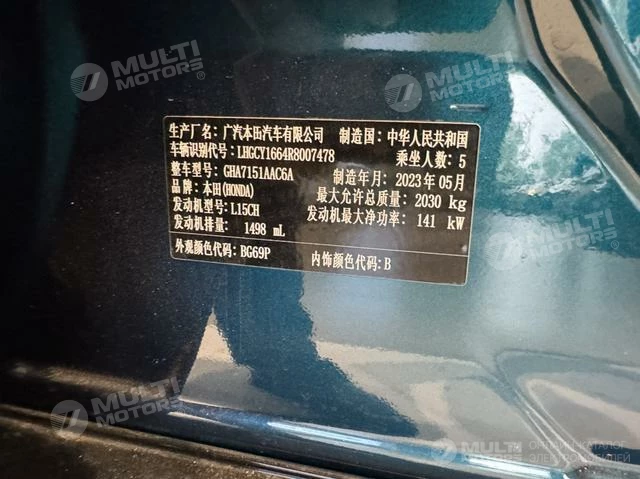 MULTI
MOTORS®
MULTI
MOTORS®
生产厂名：广汽本田汽车有限公司 制造国：中华人民共和国
车辆识别代号：LHGCY1664R8007478 乘坐人数：5
整车型号：GHA7151AAC6A 制造年月：2023年05月
品牌：本田(HONDA) 最大允许总质量：2030 kg
发动机型号：L15CH 发动机最大净功率：141 kW
发动机排量：1498 mL
外观颜色代码：BG69P 内饰颜色代码：B
MULTI
MOTORS®
MULTI
MOTORS
ОНЛАЙН-КАТАЛОГ
ЭЛЕКТРОМОБИЛЕЙ